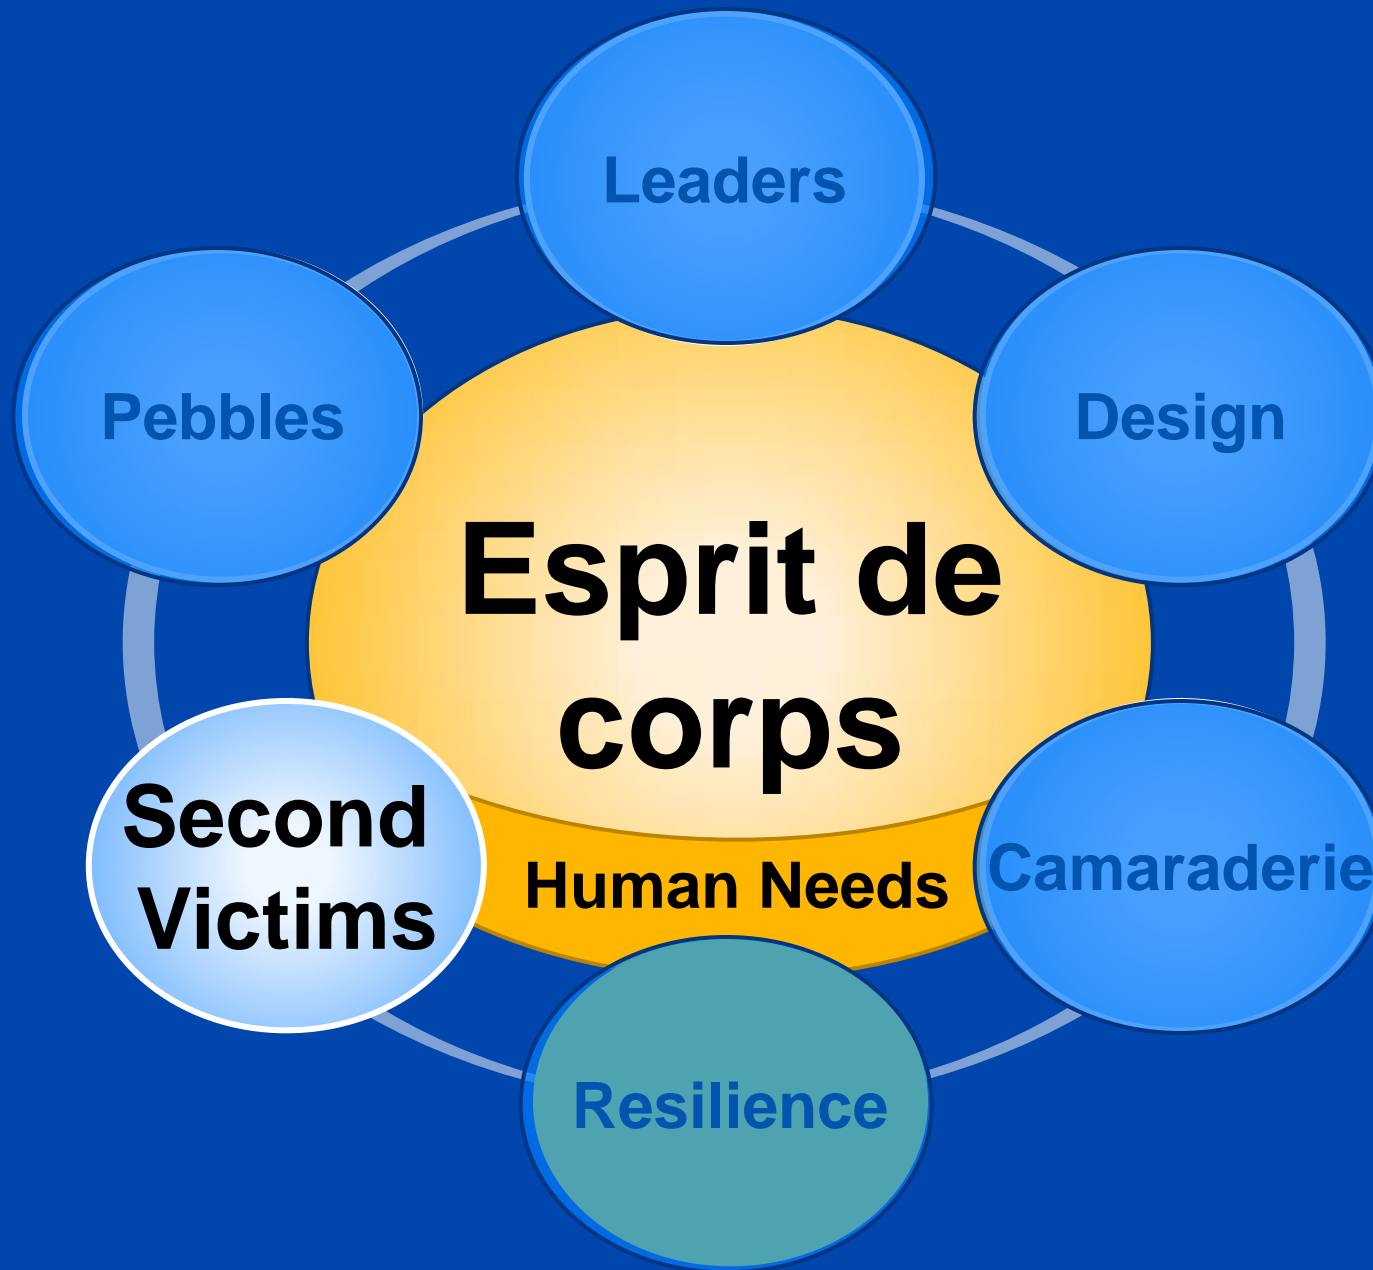 Leaders
Pebbles
Design
Esprit de
corps
Second
Victims
Human Needs
Camaraderie
Resilience